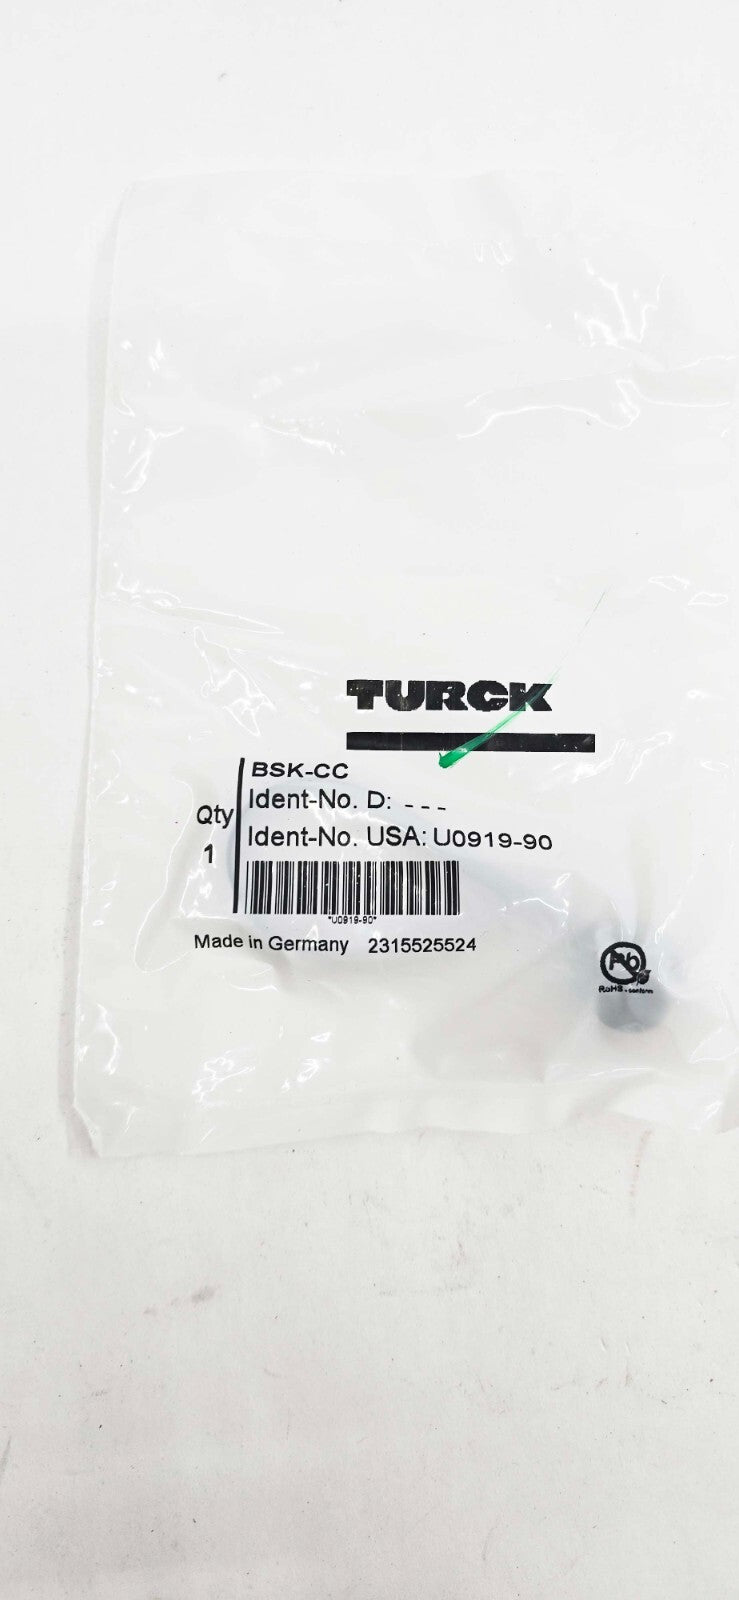 TURCK
BSK-CC
Ident-No. D: ---
Qty
Ident-No. USA: U0919-90
1
*U0919-90*
Made in Germany 2315525524
Pb
RoHS-conform